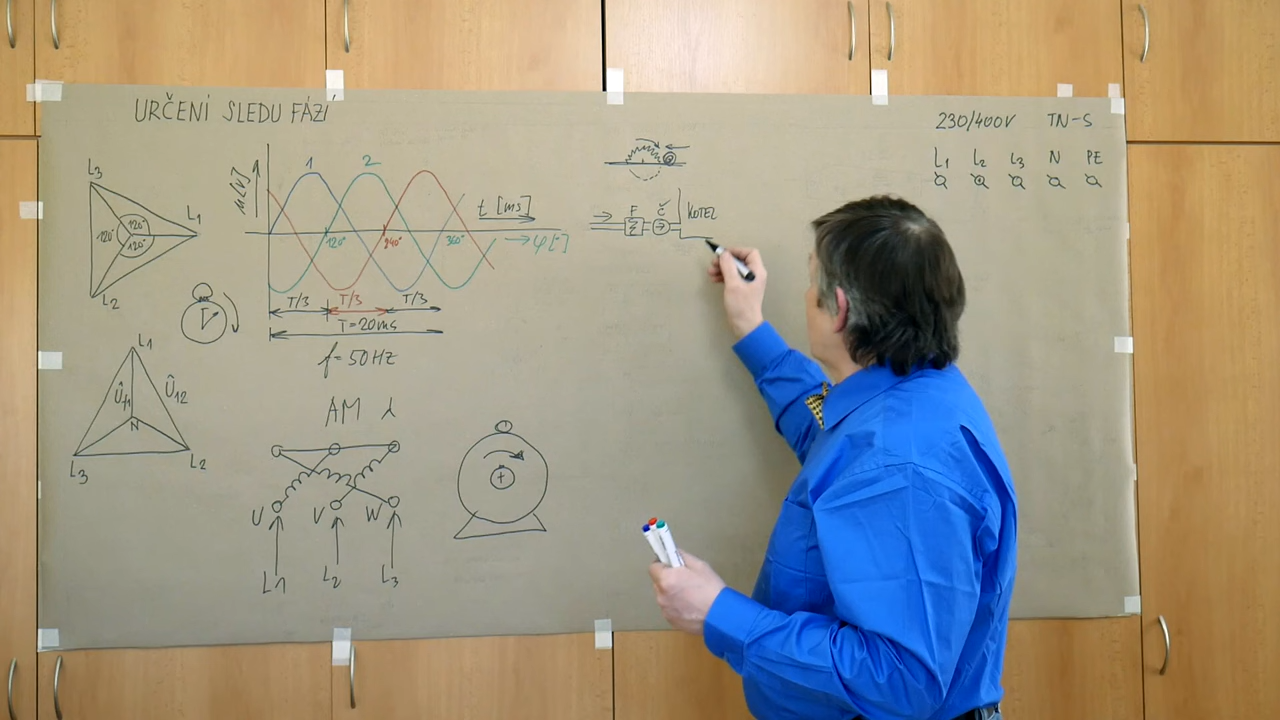 URČENÍ SLEDU FÁZÍ
230/400V TN-S
L1 L2 L3 N PE
L3
L1
L2
120° 120° 120°
u[V]
1 2
t [ms]
120° 240° 360°
φ[°]
T/3 T/3 T/3
T=20ms
f=50HZ
F Č KOTEL
L1
Ûf1 Û12
N
L3 L2
AM
U V W
L1 L2 L3